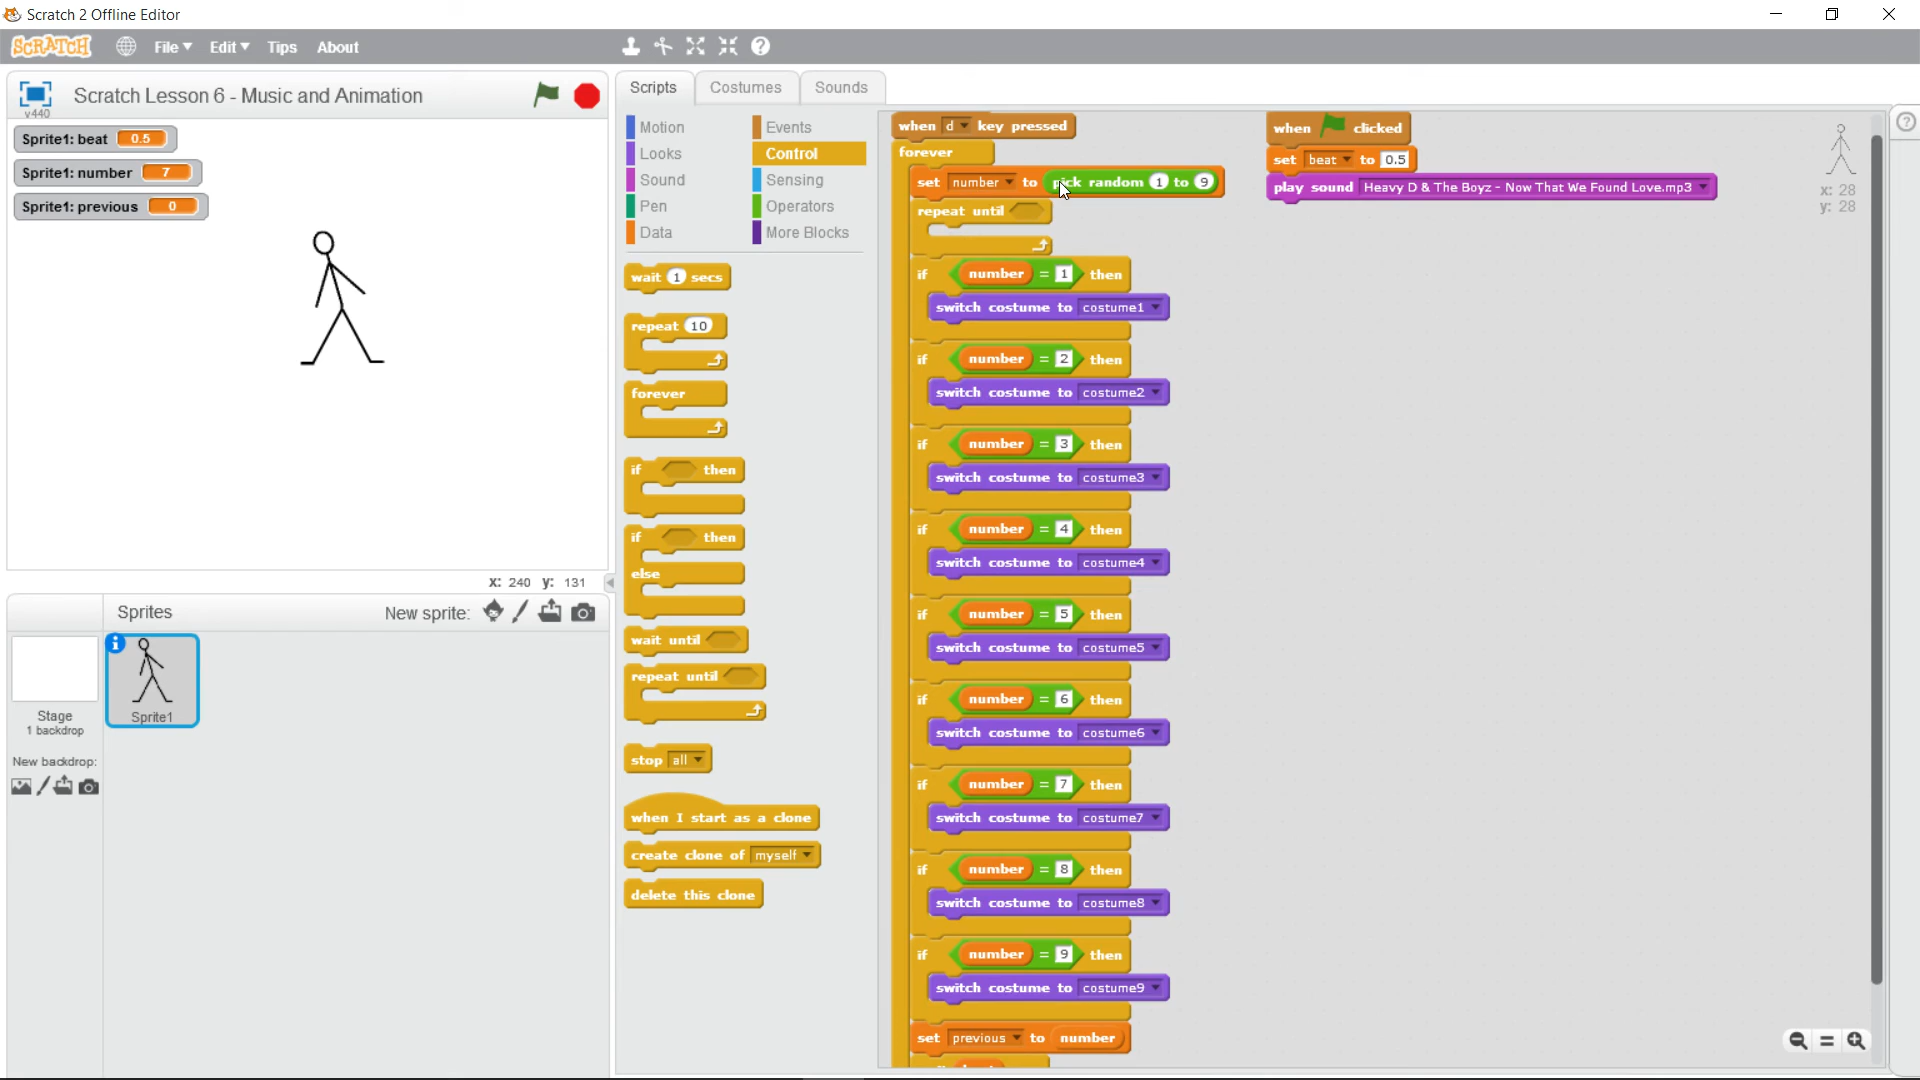 Scratch 2 Offline Editor
SCRATCH File Edit Tips About
v440
Scratch Lesson 6 - Music and Animation
Sprite1: beat 0.5
Sprite1: number 7
Sprite1: previous 0
X: 240 y: 131
Sprites
New sprite:
Stage
1 backdrop
New backdrop:
Sprite1
Scripts Costumes Sounds
Motion Events
Looks Control
Sound Sensing
Pen Operators
Data More Blocks
wait 1 secs
repeat 10
forever
if then
if then
else
wait until
repeat until
stop all
when I start as a clone
create clone of myself
delete this clone
when d key pressed
forever
set number to pick random 1 to 9
repeat until
if number = 1 then
switch costume to costume1
if number = 2 then
switch costume to costume2
if number = 3 then
switch costume to costume3
if number = 4 then
switch costume to costume4
if number = 5 then
switch costume to costume5
if number = 6 then
switch costume to costume6
if number = 7 then
switch costume to costume7
if number = 8 then
switch costume to costume8
if number = 9 then
switch costume to costume9
set previous to number
when clicked
set beat to 0.5
play sound Heavy D & The Boyz - Now That We Found Love.mp3
x: 28
y: 28